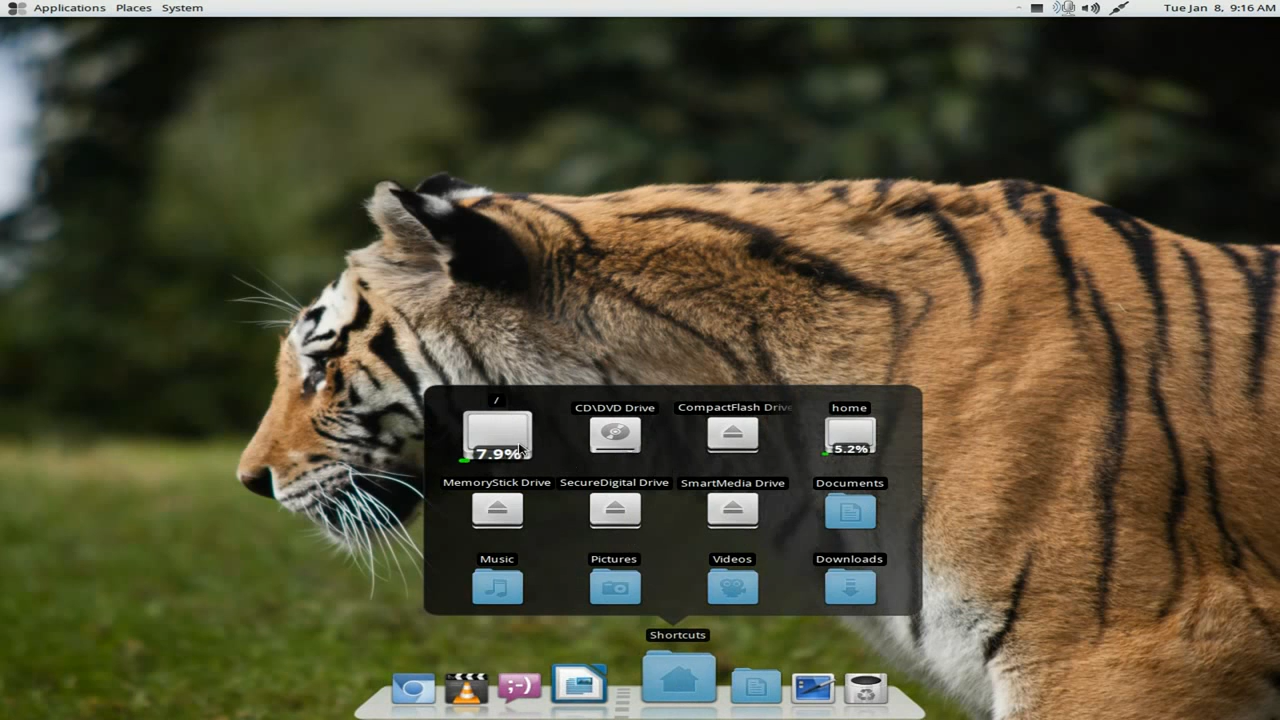 Applications Places System
Tue Jan 8, 9:16 AM
/
CD\DVD Drive
CompactFlash Drive
home
7.9%
5.2%
MemoryStick Drive
SecureDigital Drive
SmartMedia Drive
Documents
Music
Pictures
Videos
Downloads
Shortcuts
;-)